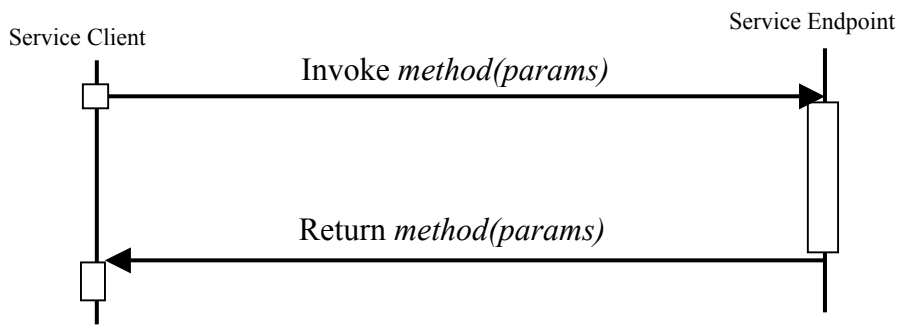 Service Client
Service Endpoint
Invoke method(params)
Return method(params)